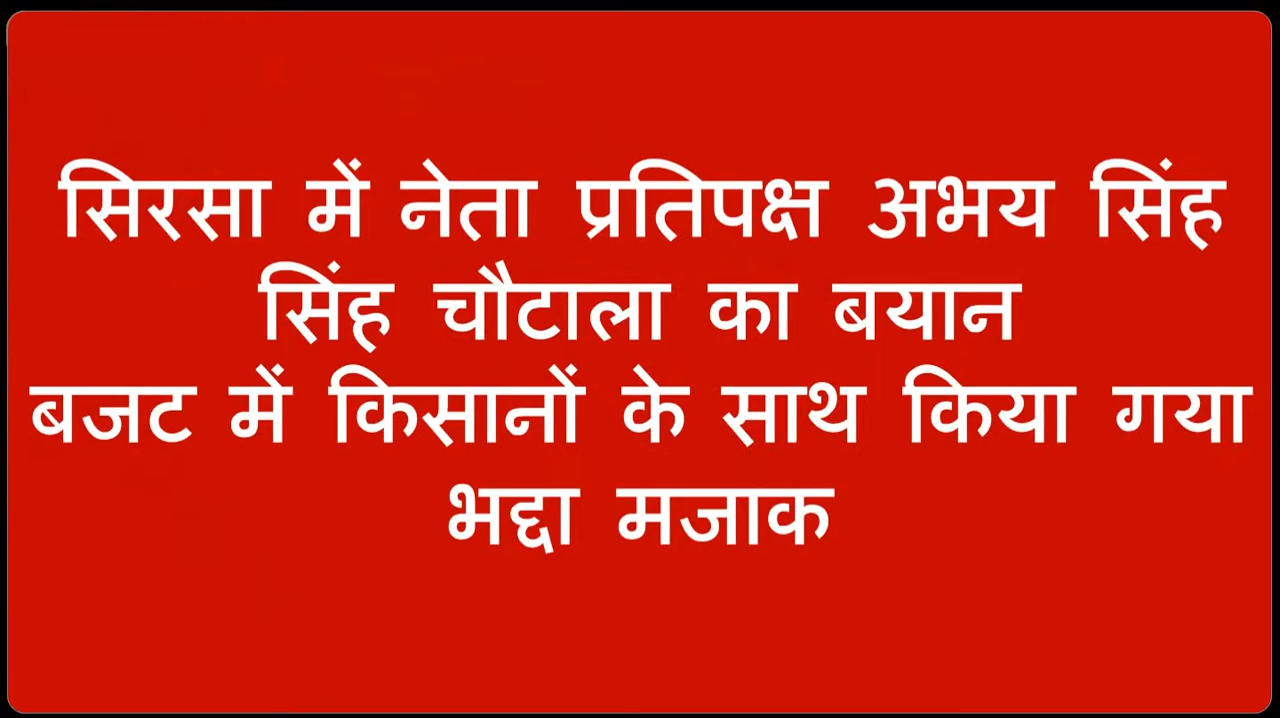 सिरसा में नेता प्रतिपक्ष अभय सिंह
सिंह चौटाला का बयान
बजट में किसानों के साथ किया गया
भद्दा मजाक